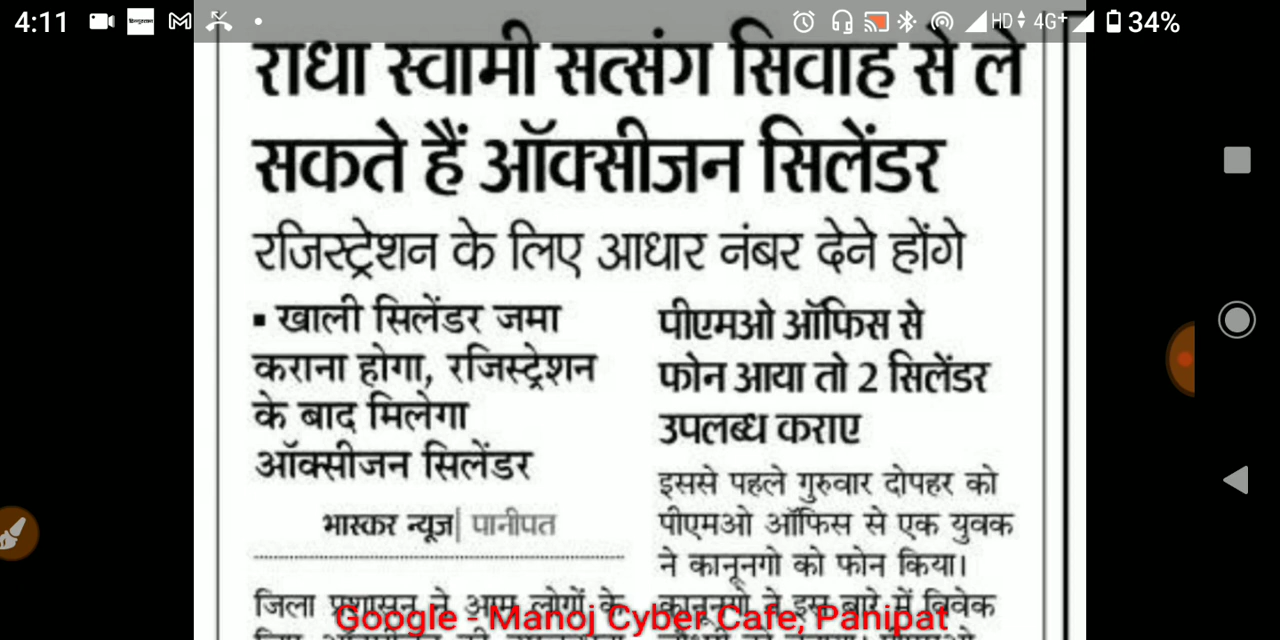 4:11
HD 4G+ 34%
राधा स्वामी सत्संग सिवाह से ले
सकते हैं ऑक्सीजन सिलेंडर
रजिस्ट्रेशन के लिए आधार नंबर देने होंगे
▪ खाली सिलेंडर जमा
कराना होगा, रजिस्ट्रेशन
के बाद मिलेगा
ऑक्सीजन सिलेंडर
भास्कर न्यूज| पानीपत
जिला प्रशासन ने आम लोगों के
पीएमओ ऑफिस से
फोन आया तो 2 सिलेंडर
उपलब्ध कराए
इससे पहले गुरुवार दोपहर को
पीएमओ ऑफिस से एक युवक
ने कानूनगो को फोन किया।
कानूनगो ने इस बारे में विवेक
Google - Manoj Cyber Cafe, Panipat